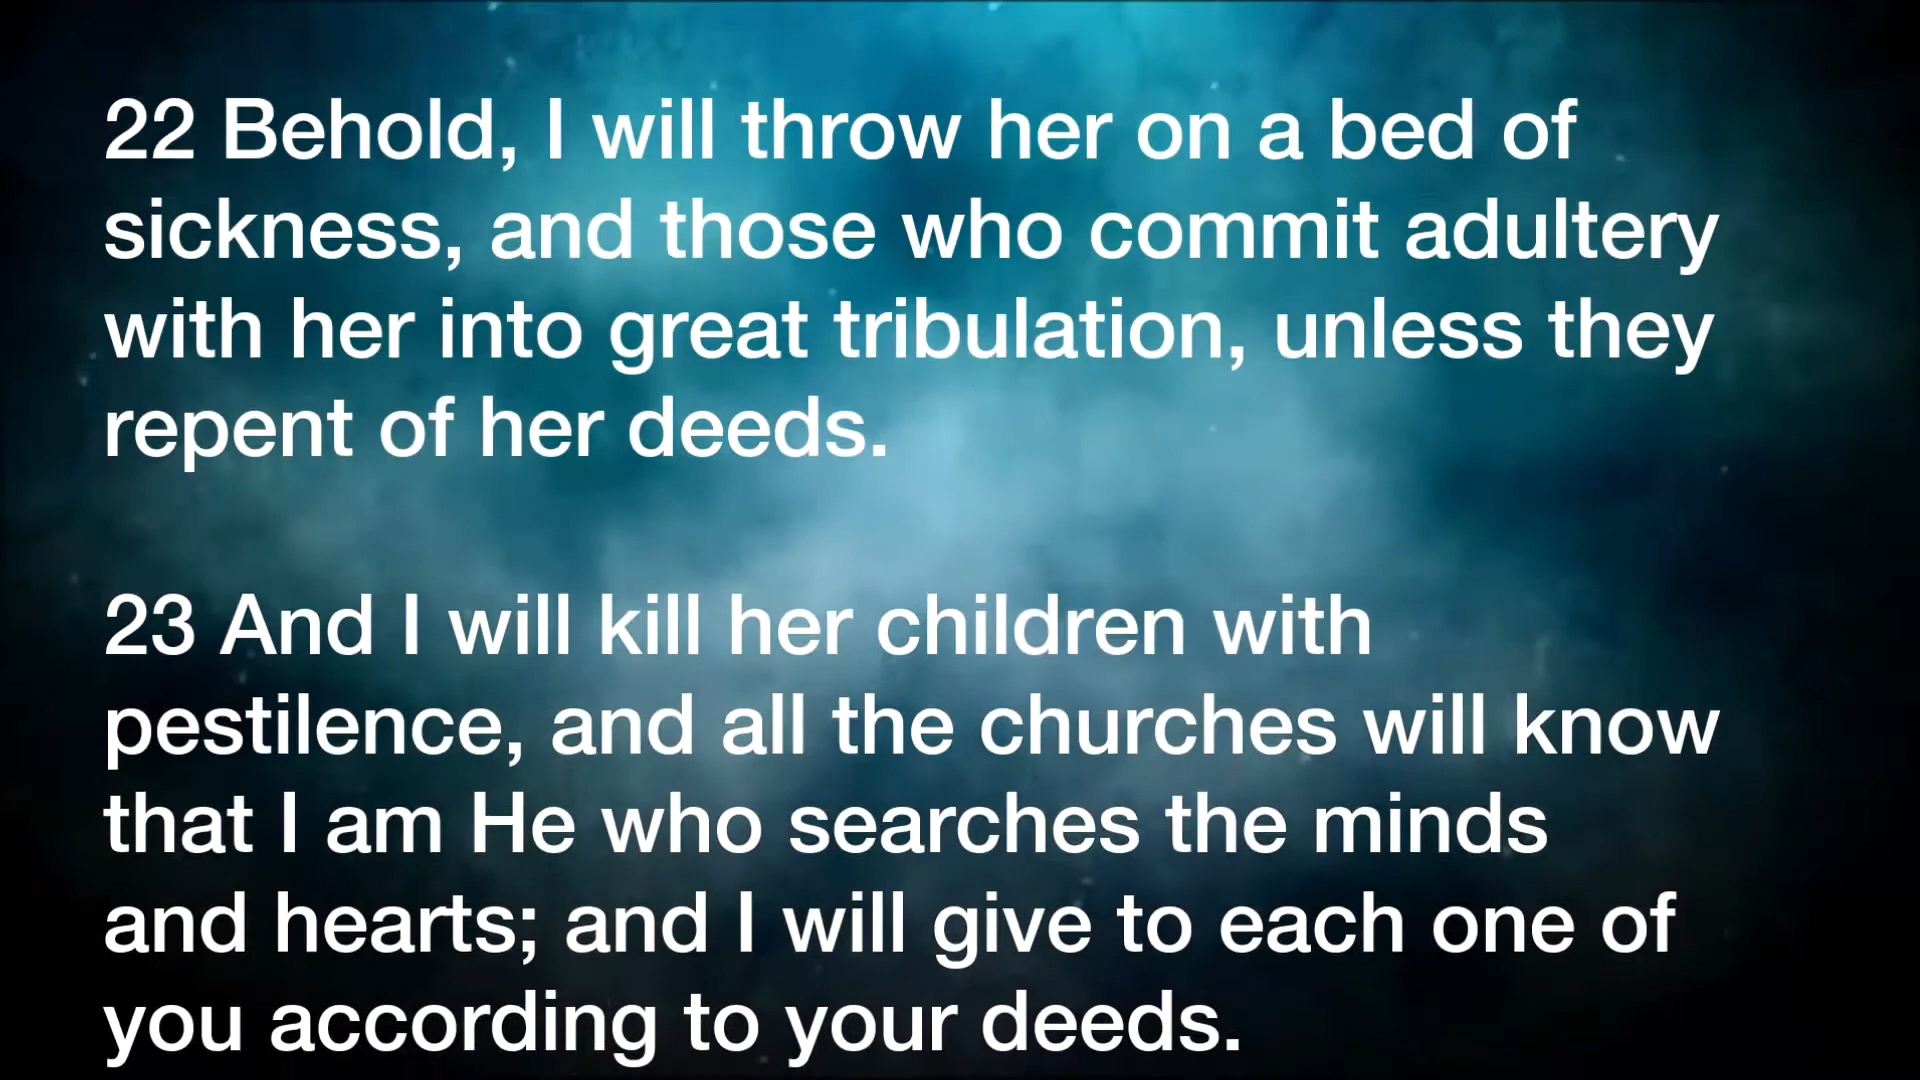 22 Behold, I will throw her on a bed of
sickness, and those who commit adultery
with her into great tribulation, unless they
repent of her deeds.
23 And I will kill her children with
pestilence, and all the churches will know
that I am He who searches the minds
and hearts; and I will give to each one of
you according to your deeds.